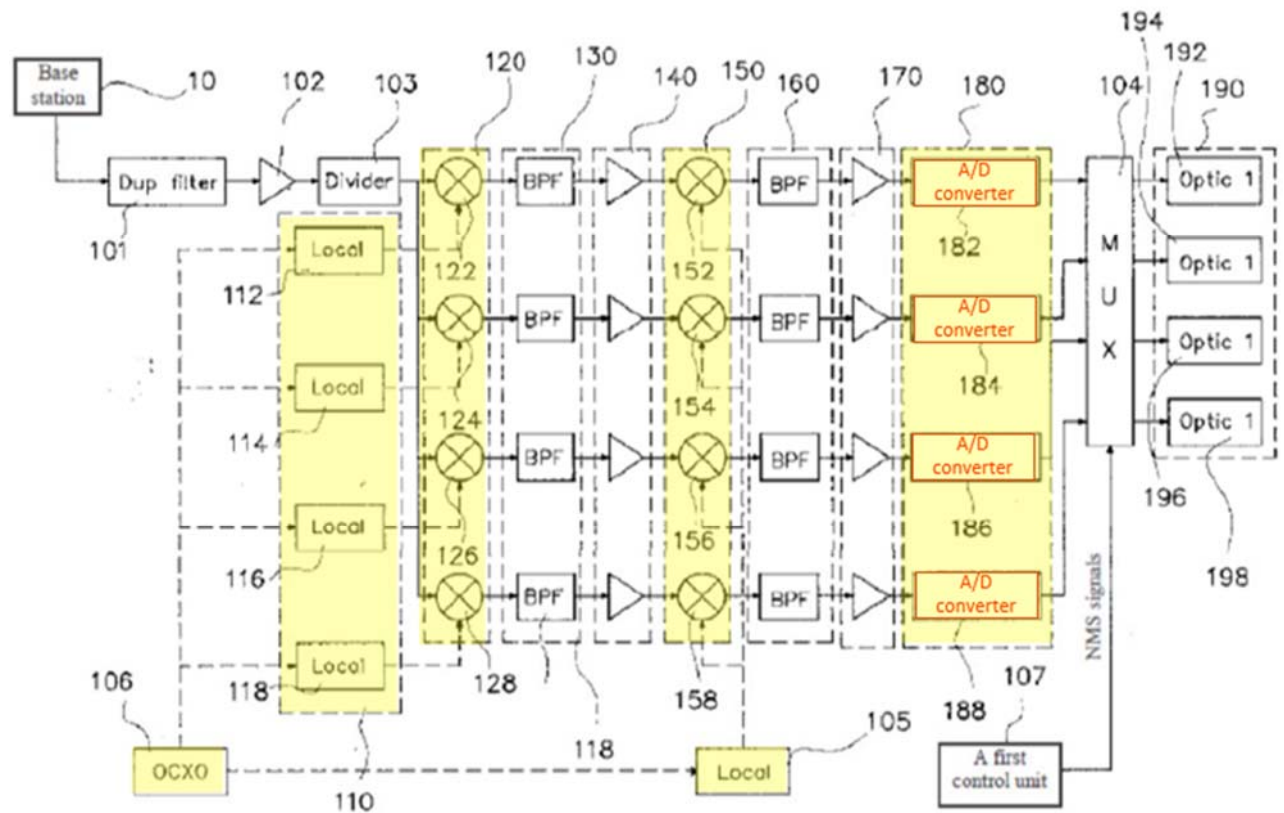 194
192
Base
station
10
102
103
120
130
140
150
160
170
180
104
190
Dup filter
Divider
BPF
BPF
A/D
converter
Optic 1
101
Local
112
122
152
182
M
U
X
Optic 1
BPF
BPF
A/D
converter
Optic 1
Local
114
124
154
184
BPF
BPF
A/D
converter
Optic 1
Local
116
126
156
186
196
198
BPF
BPF
A/D
converter
NMS signals
Local
118
128
158
188
107
106
118
105
OCXO
110
Local
A first
control unit